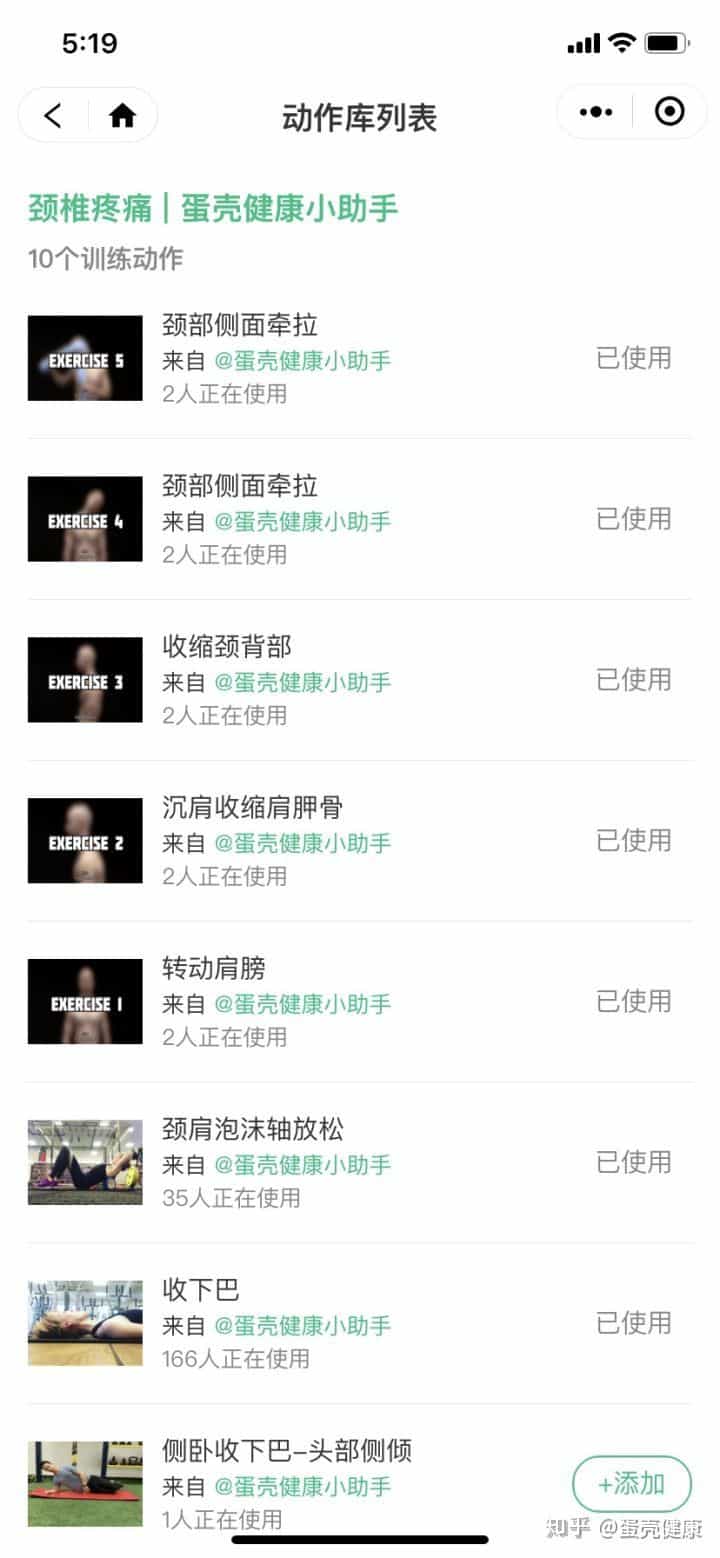 5:19
动作库列表
颈椎疼痛 | 蛋壳健康小助手
10个训练动作
EXERCISE 5
颈部侧面牵拉
来自 @蛋壳健康小助手
2人正在使用
已使用
EXERCISE 4
颈部侧面牵拉
来自 @蛋壳健康小助手
2人正在使用
已使用
EXERCISE 3
收缩颈背部
来自 @蛋壳健康小助手
2人正在使用
已使用
EXERCISE 2
沉肩收缩肩胛骨
来自 @蛋壳健康小助手
2人正在使用
已使用
EXERCISE 1
转动肩膀
来自 @蛋壳健康小助手
2人正在使用
已使用
颈肩泡沫轴放松
来自 @蛋壳健康小助手
35人正在使用
已使用
收下巴
来自 @蛋壳健康小助手
166人正在使用
已使用
侧卧收下巴-头部侧倾
来自 @蛋壳健康小助手
1人正在使用
+添加
知乎 @蛋壳健康